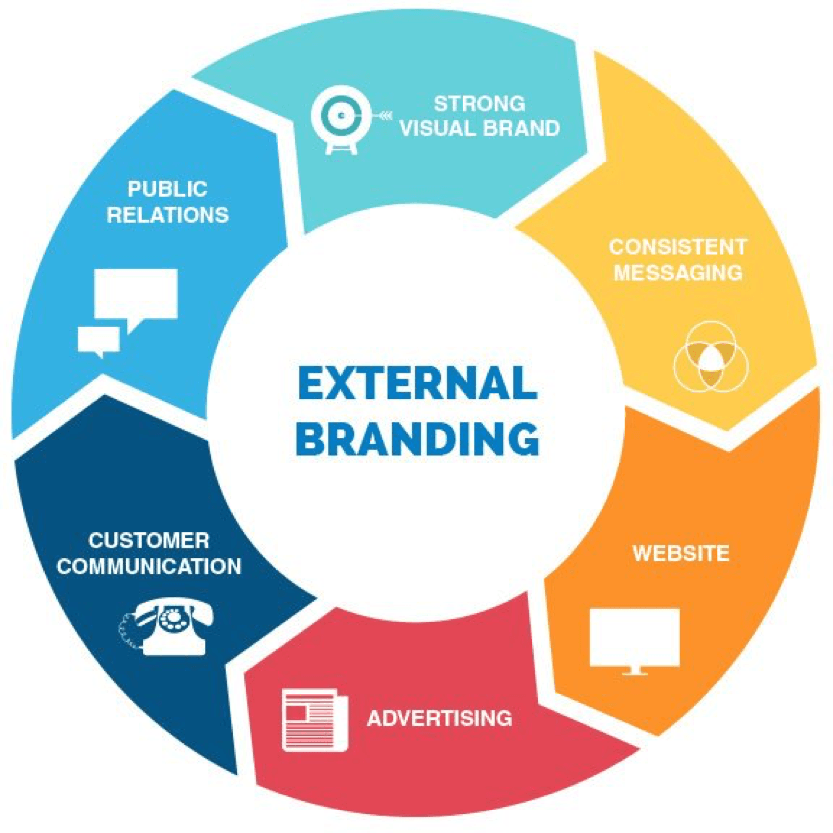 STRONG
VISUAL BRAND
CONSISTENT
MESSAGING
WEBSITE
ADVERTISING
CUSTOMER
COMMUNICATION
PUBLIC
RELATIONS
EXTERNAL
BRANDING